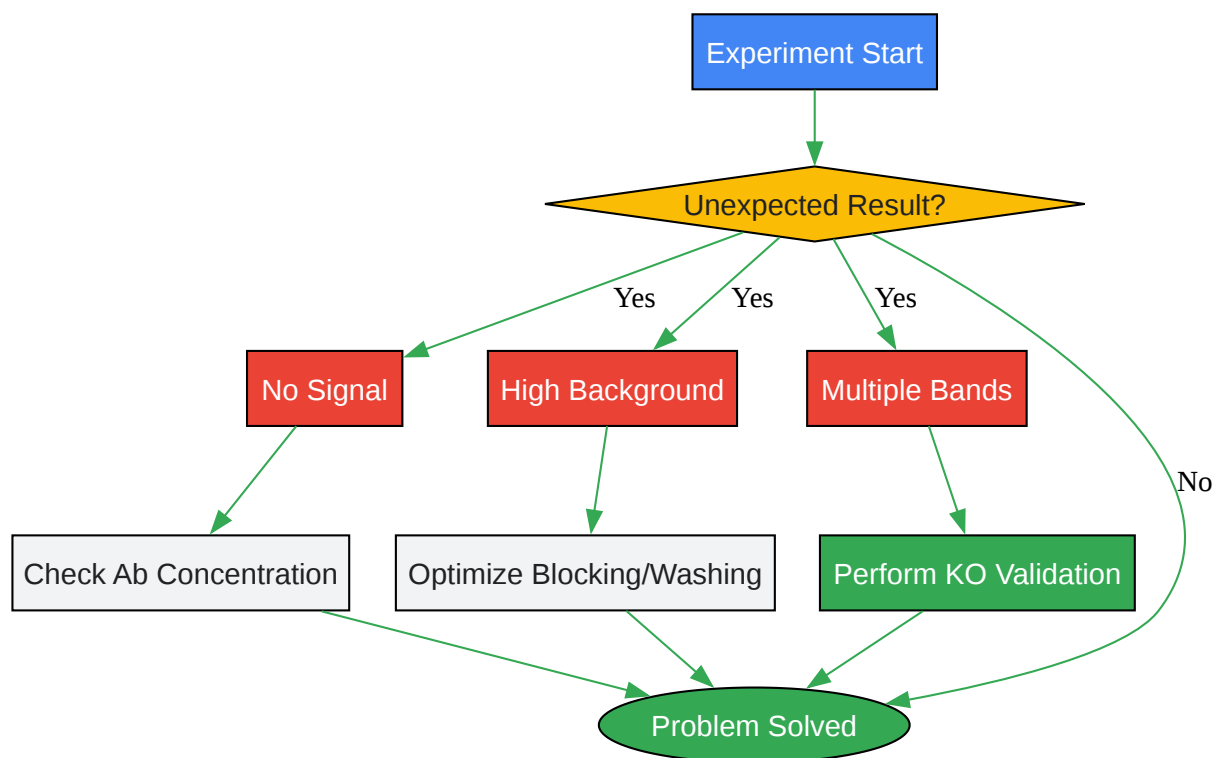 Experiment Start
Unexpected Result?
Yes
Yes
Yes
No Signal
High Background
Multiple Bands
No
Check Ab Concentration
Optimize Blocking/Washing
Perform KO Validation
Problem Solved